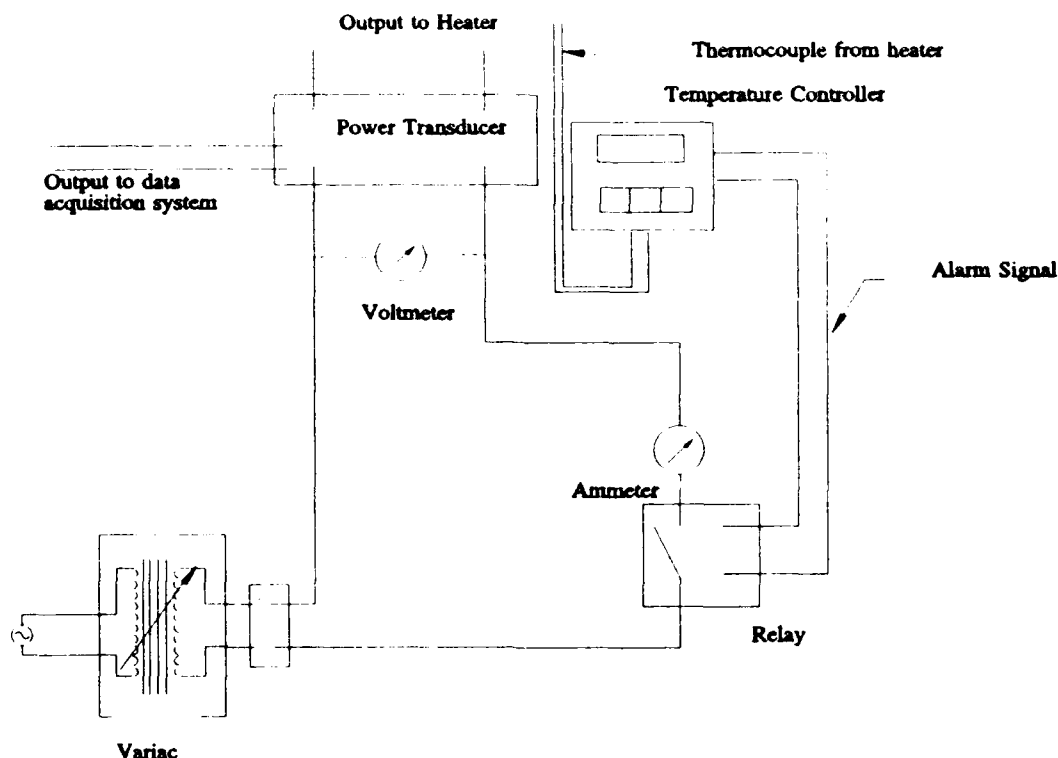 Output to Heater
Thermocouple from heater
Temperature Controller
Power Transducer
Output to data
acquisition system
Alarm Signal
Voltmeter
Ammeter
Relay
Variac